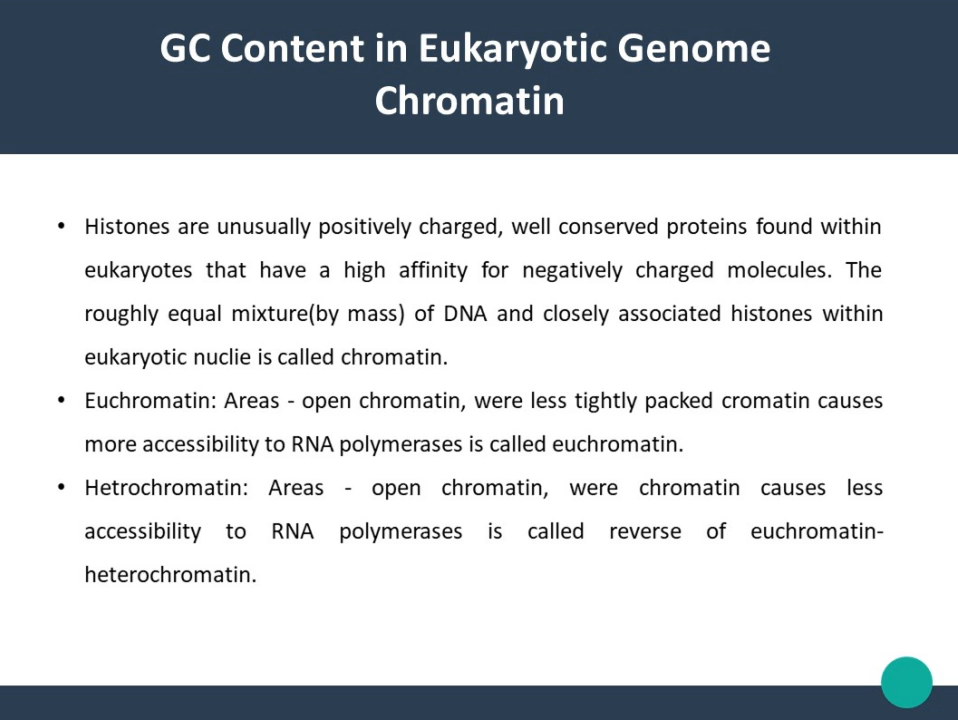 GC Content in Eukaryotic Genome
Chromatin
• Histones are unusually positively charged, well conserved proteins found within
eukaryotes that have a high affinity for negatively charged molecules. The
roughly equal mixture(by mass) of DNA and closely associated histones within
eukaryotic nuclie is called chromatin.
• Euchromatin: Areas - open chromatin, were less tightly packed cromatin causes
more accessibility to RNA polymerases is called euchromatin.
• Hetrochromatin: Areas - open chromatin, were chromatin causes less
accessibility to RNA polymerases is called reverse of euchromatin-
heterochromatin.